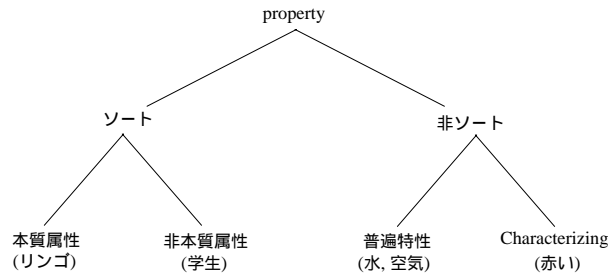 property
ソート
非ソート
本質属性
(リンゴ)
非本質属性
(学生)
普遍特性
(水, 空気)
Characterizing
(赤い)